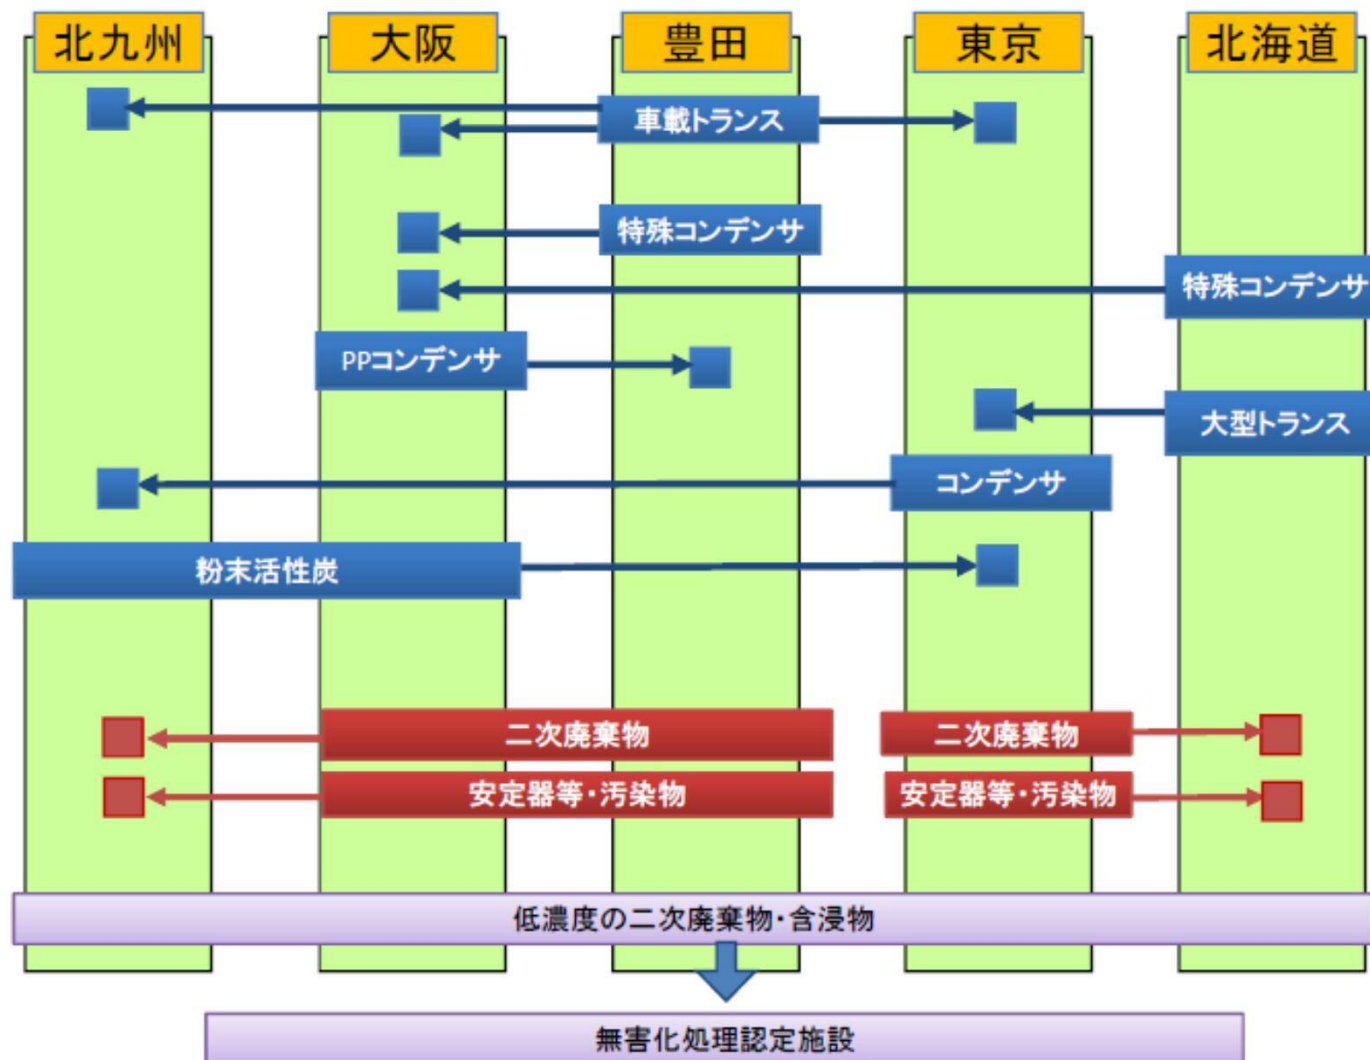 北九州
大阪
豊田
東京
北海道
車載トランス
特殊コンデンサ
特殊コンデンサ
PPコンデンサ
大型トランス
コンデンサ
粉末活性炭
二次廃棄物
二次廃棄物
安定器等・汚染物
安定器等・汚染物
低濃度の二次廃棄物・含浸物
無害化処理認定施設